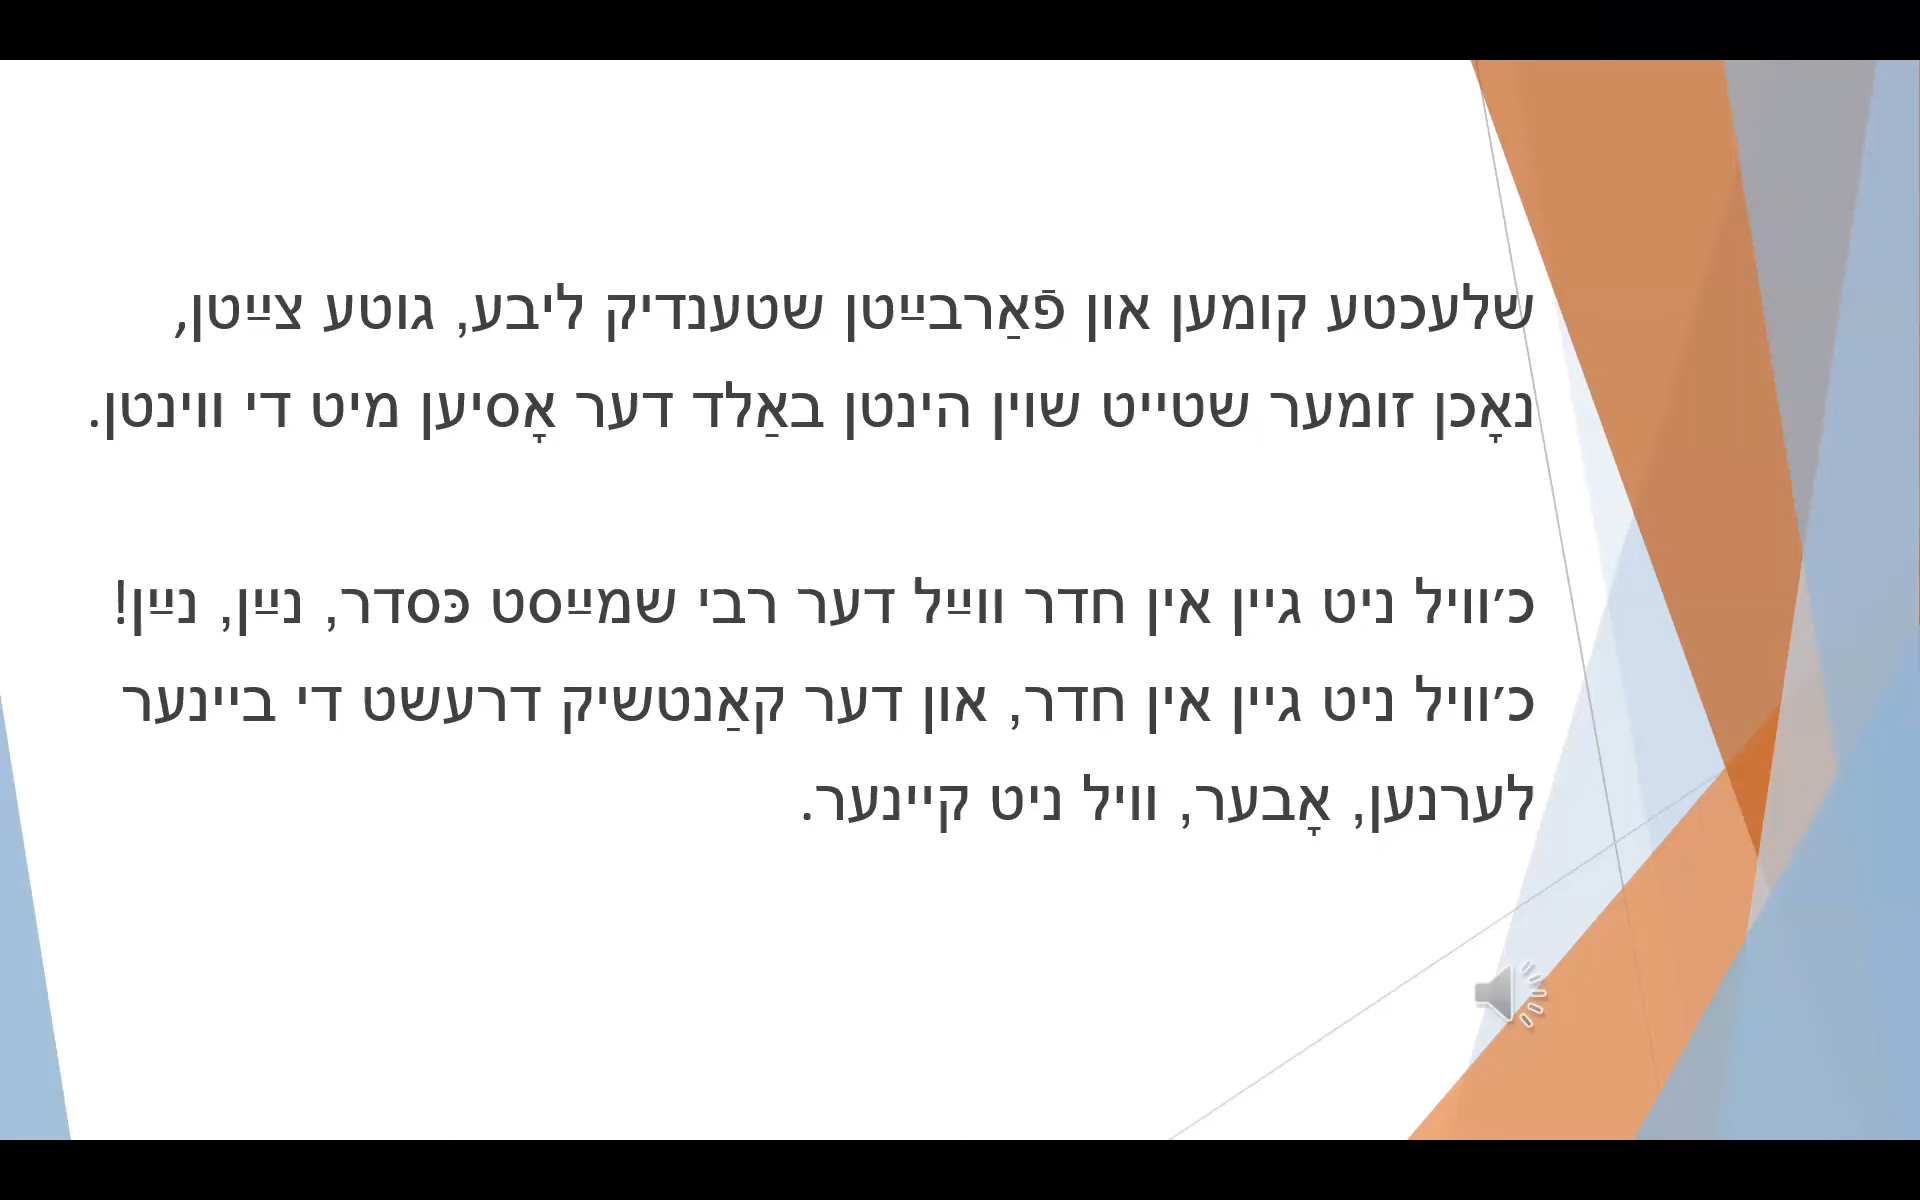 שלעכטע קומען און פֿאַרבײַטן שטענדיק ליבע, גוטע צײַטן,
נאָכן זומער שטייט שוין הינטן באַלד דער אָסיען מיט די ווינטן.
כ׳וויל ניט גיין אין חדר ווײַל דער רבי שמײַסט כּסדר, נײַן, נײַן!
כ׳וויל ניט גיין אין חדר, און דער קאַנטשיק דרעשט די ביינער
לערנען, אָבער, וויל ניט קיינער.